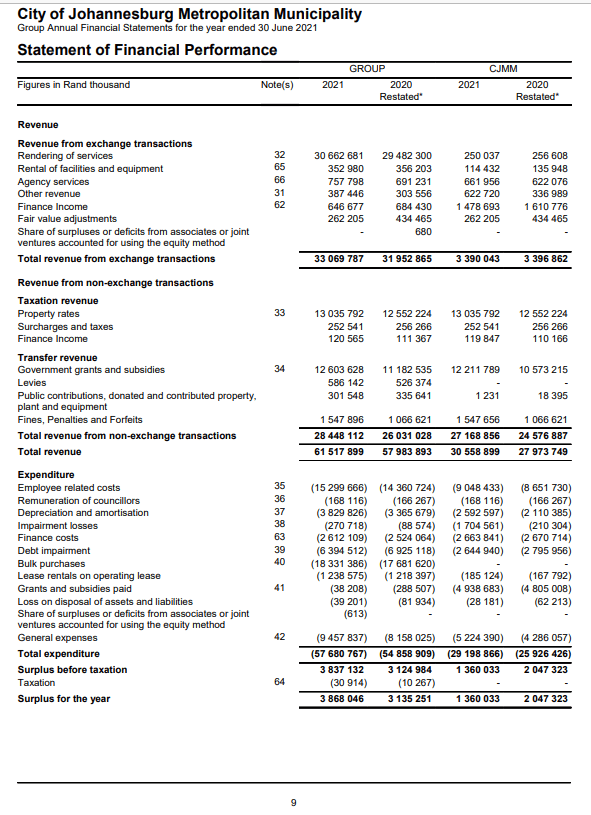 City of Johannesburg Metropolitan Municipality
Group Annual Financial Statements for the year ended 30 June 2021
Statement of Financial Performance
GROUP CJMM
Figures in Rand thousand Note(s) 2021 2020 2021 2020
Restated* Restated*
Revenue
Revenue from exchange transactions
Rendering of services 32 30 662 681 29 482 300 250 037 256 608
Rental of facilities and equipment 65 352 980 356 203 114 432 135 948
Agency services 66 757 798 691 231 661 956 622 076
Other revenue 31 387 446 303 556 622 720 336 989
Finance Income 62 646 677 684 430 1 478 693 1 610 776
Fair value adjustments 262 205 434 465 262 205 434 465
Share of surpluses or deficits from associates or joint - 680 - -
ventures accounted for using the equity method
Total revenue from exchange transactions 33 069 787 31 952 865 3 390 043 3 396 862
Revenue from non-exchange transactions
Taxation revenue
Property rates 33 13 035 792 12 552 224 13 035 792 12 552 224
Surcharges and taxes 252 541 256 266 252 541 256 266
Finance Income 120 565 111 367 119 847 110 166
Transfer revenue
Government grants and subsidies 34 12 603 628 11 182 535 12 211 789 10 573 215
Levies 586 142 526 374 - -
Public contributions, donated and contributed property, 301 548 335 641 1 231 18 395
plant and equipment
Fines, Penalties and Forfeits 1 547 896 1 066 621 1 547 656 1 066 621
Total revenue from non-exchange transactions 28 448 112 26 031 028 27 168 856 24 576 887
Total revenue 61 517 899 57 983 893 30 558 899 27 973 749
Expenditure
Employee related costs 35 (15 299 666) (14 360 724) (9 048 433) (8 651 730)
Remuneration of councillors 36 (168 116) (166 267) (168 116) (166 267)
Depreciation and amortisation 37 (3 829 826) (3 365 679) (2 592 597) (2 110 385)
Impairment losses 38 (270 718) (88 574) (1 704 561) (210 304)
Finance costs 63 (2 612 109) (2 524 064) (2 663 841) (2 670 714)
Debt impairment 39 (6 394 512) (6 925 118) (2 644 940) (2 795 956)
Bulk purchases 40 (18 331 386) (17 681 620) - -
Lease rentals on operating lease (1 238 575) (1 218 397) (185 124) (167 792)
Grants and subsidies paid 41 (38 208) (288 507) (4 938 683) (4 805 008)
Loss on disposal of assets and liabilities (39 201) (81 934) (28 181) (62 213)
Share of surpluses or deficits from associates or joint (613) - - -
ventures accounted for using the equity method
General expenses 42 (9 457 837) (8 158 025) (5 224 390) (4 286 057)
Total expenditure (57 680 767) (54 858 909) (29 198 866) (25 926 426)
Surplus before taxation 3 837 132 3 124 984 1 360 033 2 047 323
Taxation 64 (30 914) (10 267) - -
Surplus for the year 3 868 046 3 135 251 1 360 033 2 047 323
9